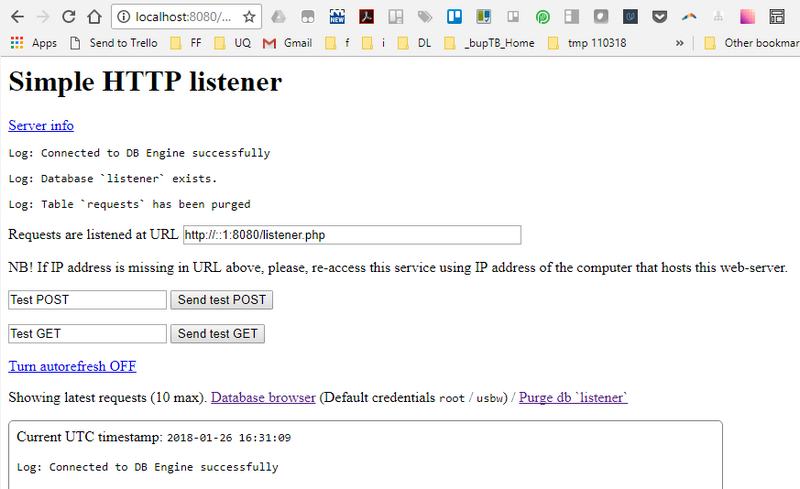 localhost:8080/...
NEW
Apps Send to Trello FF UQ Gmail f i DL _bupTB_Home tmp 110318 » Other bookmar
Simple HTTP listener
Server info
Log: Connected to DB Engine successfully
Log: Database `listener` exists.
Log: Table `requests` has been purged
Requests are listened at URL http://::1:8080/listener.php
NB! If IP address is missing in URL above, please, re-access this service using IP address of the computer that hosts this web-server.
Test POST Send test POST
Test GET Send test GET
Turn autorefresh OFF
Showing latest requests (10 max). Database browser (Default credentials root / usbw) / Purge db `listener`
Current UTC timestamp: 2018-01-26 16:31:09
Log: Connected to DB Engine successfully